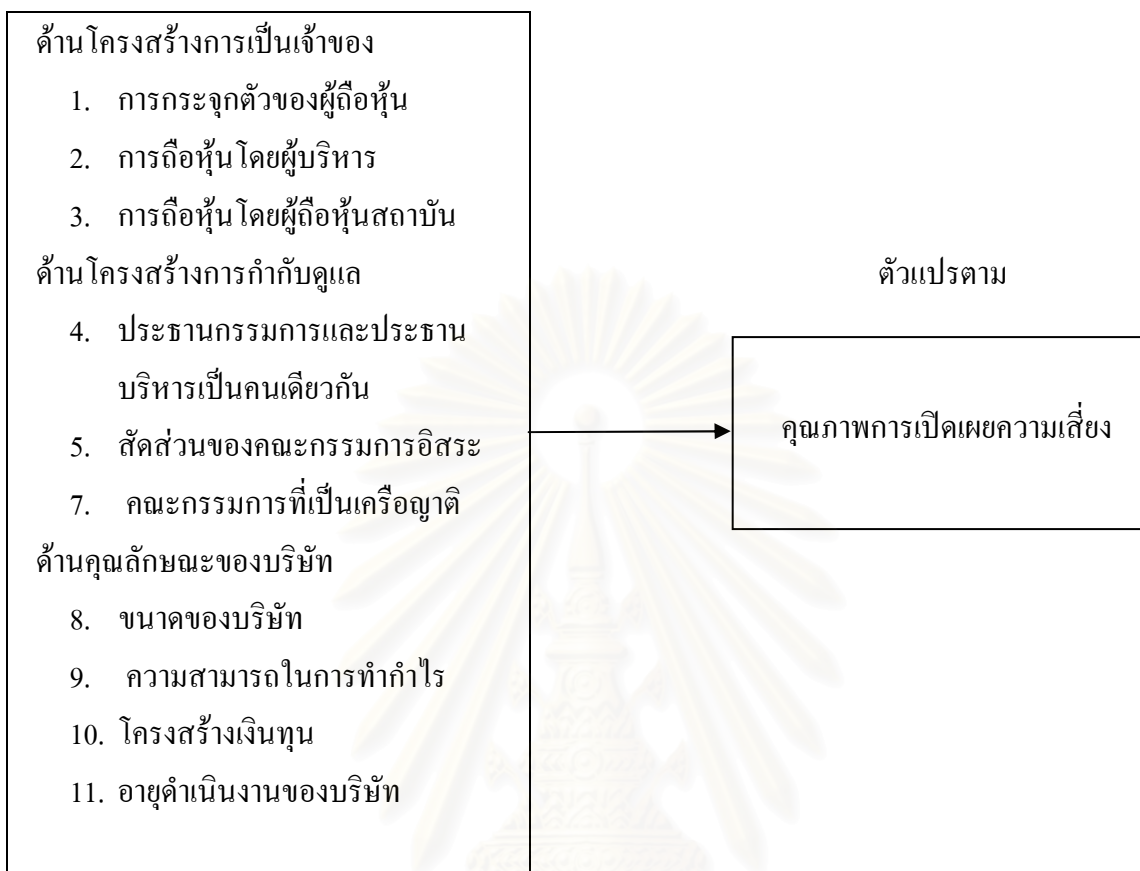 ด้านโครงสร้างการเป็นเจ้าของ
1. การกระจุกตัวของผู้ถือหุ้น
2. การถือหุ้นโดยผู้บริหาร
3. การถือหุ้นโดยผู้ถือหุ้นสถาบัน
ด้านโครงสร้างการกำกับดูแล
4. ประธานกรรมการและประธาน
บริหารเป็นคนเดียวกัน
5. สัดส่วนของคณะกรรมการอิสระ
7. คณะกรรมการที่เป็นเครือญาติ
ด้านคุณลักษณะของบริษัท
8. ขนาดของบริษัท
9. ความสามารถในการทำกำไร
10. โครงสร้างเงินทุน
11. อายุดำเนินงานของบริษัท
ตัวแปรตาม
คุณภาพการเปิดเผยความเสี่ยง